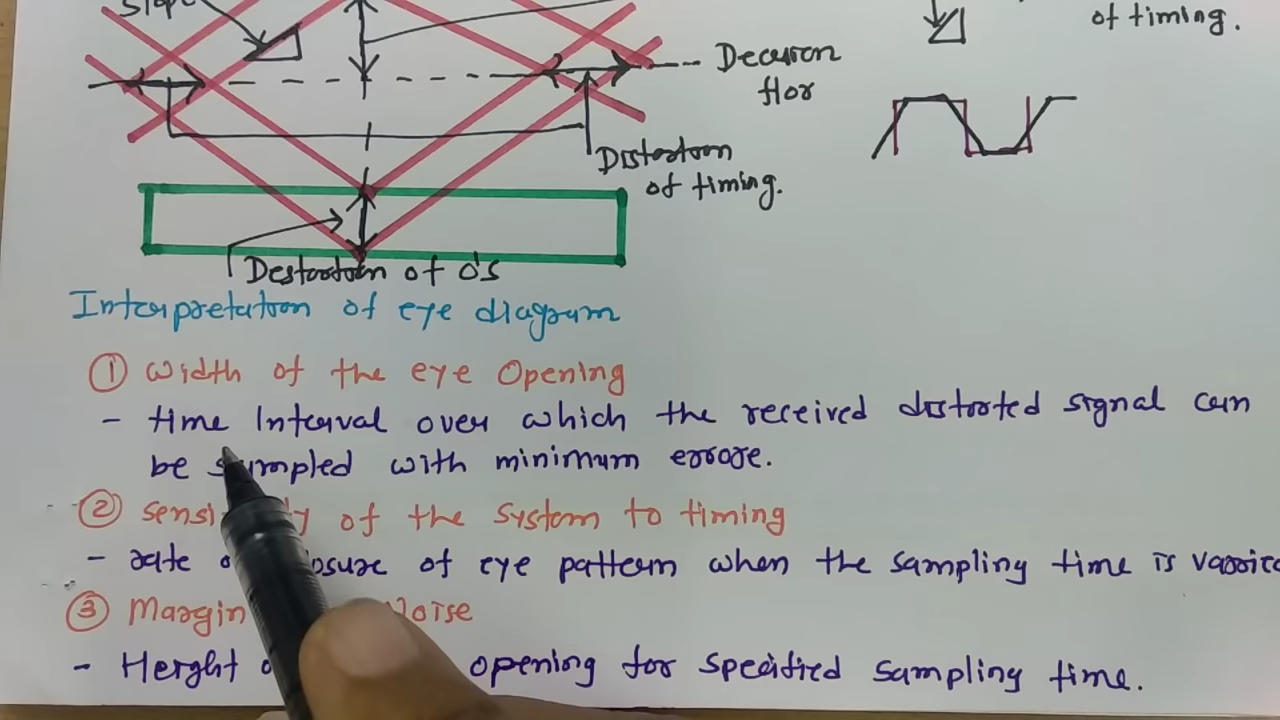 Slope
of timing.
Decision
flor
Distortion
of timing.
Destortion of 0's
Interpretation of eye diagram
① Width of the eye Opening
- time Interval over which the received distorted signal can
be sampled with minimum errore.
② Sensi y of the system to timing
- rate o osure of eye pattern when the sampling time is varried
③ Margin Noise
- Height o opening for specified sampling time.